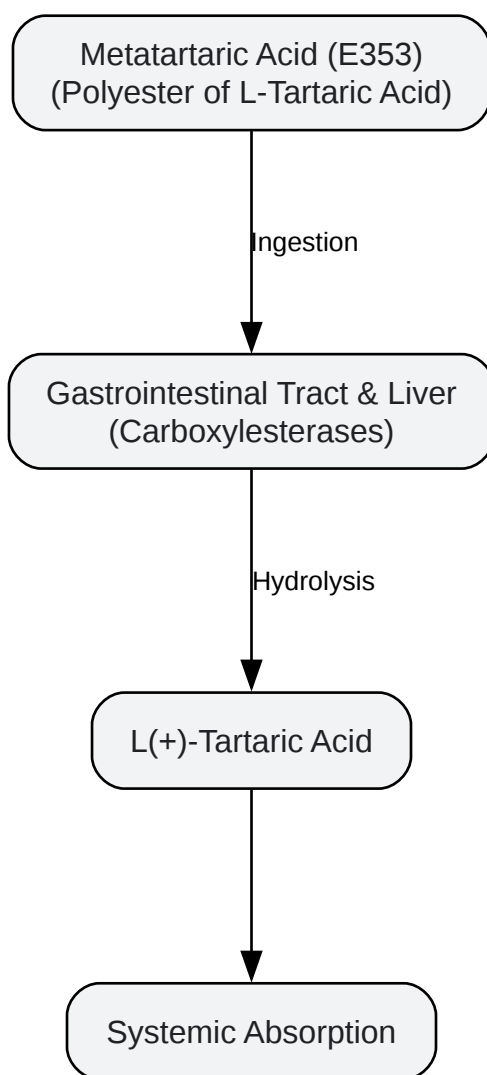 Metatartaric Acid (E353)
(Polyester of L-Tartaric Acid)
Ingestion
Gastrointestinal Tract & Liver
(Carboxylesterases)
Hydrolysis
L(+)-Tartaric Acid
Systemic Absorption